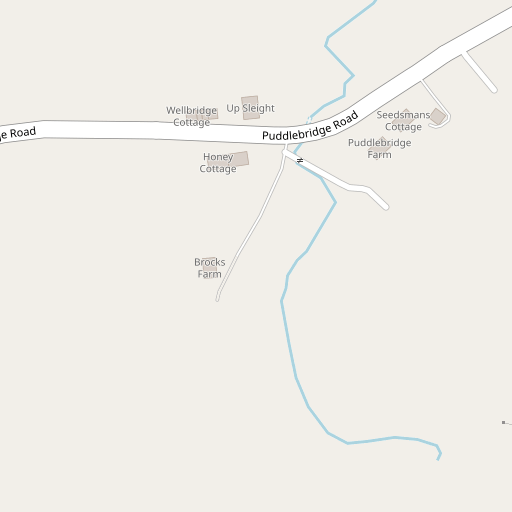 Up Sleight
Wellbridge
Cottage
Seedsmans
Cottage
Puddlebridge Road
ge Road
Puddlebridge
Farm
Honey
Cottage
Brocks
Farm